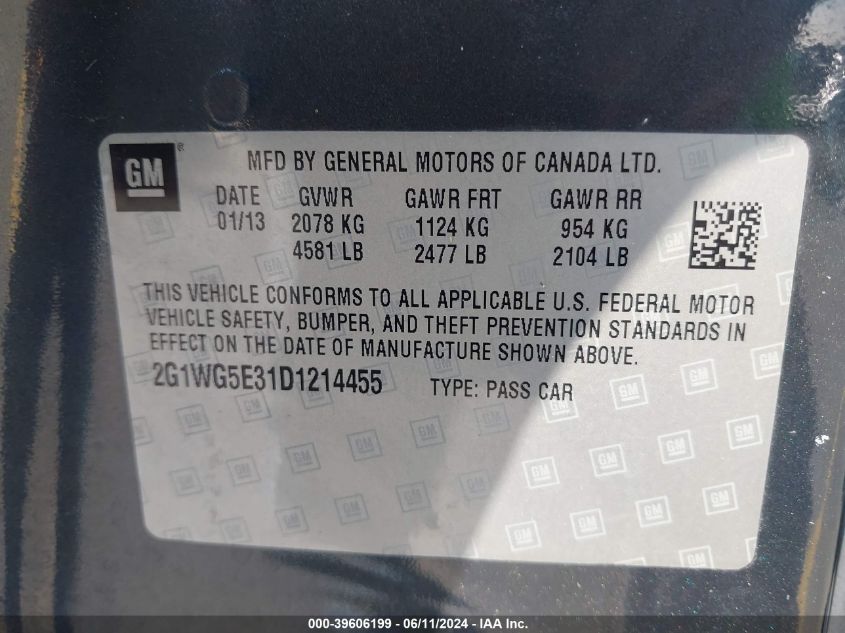 GM ®
MFD BY GENERAL MOTORS OF CANADA LTD.
DATE GVWR GAWR FRT GAWR RR
01/13 2078 KG 1124 KG 954 KG
4581 LB 2477 LB 2104 LB
THIS VEHICLE CONFORMS TO ALL APPLICABLE U.S. FEDERAL MOTOR
VEHICLE SAFETY, BUMPER, AND THEFT PREVENTION STANDARDS IN
EFFECT ON THE DATE OF MANUFACTURE SHOWN ABOVE.
2G1WG5E31D1214455 TYPE: PASS CAR
000-39606199 - 06/11/2024 - IAA Inc.